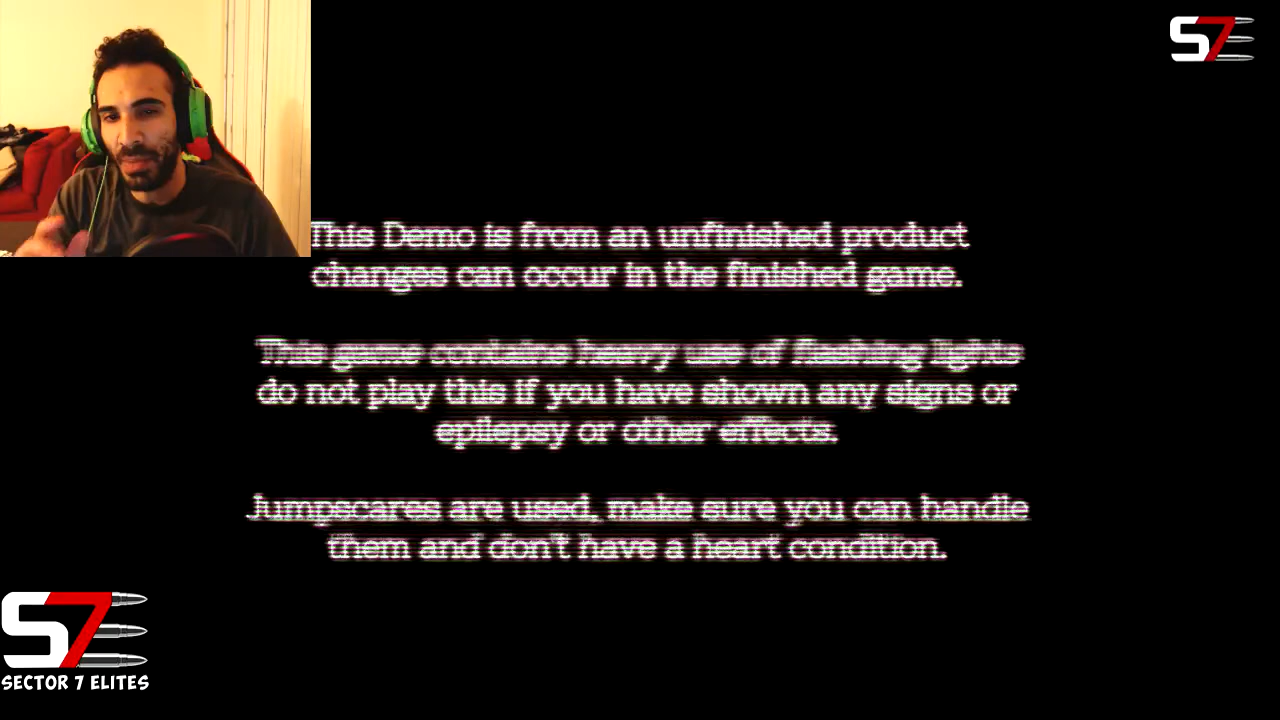 S7E
This Demo is from an unfinished product
changes can occur in the finished game.
This game contains heavy use of flashing lights
do not play this if you have shown any signs or
epilepsy or other effects.
Jumpscares are used, make sure you can handle
them and don't have a heart condition.
S7E
SECTOR 7 ELITES